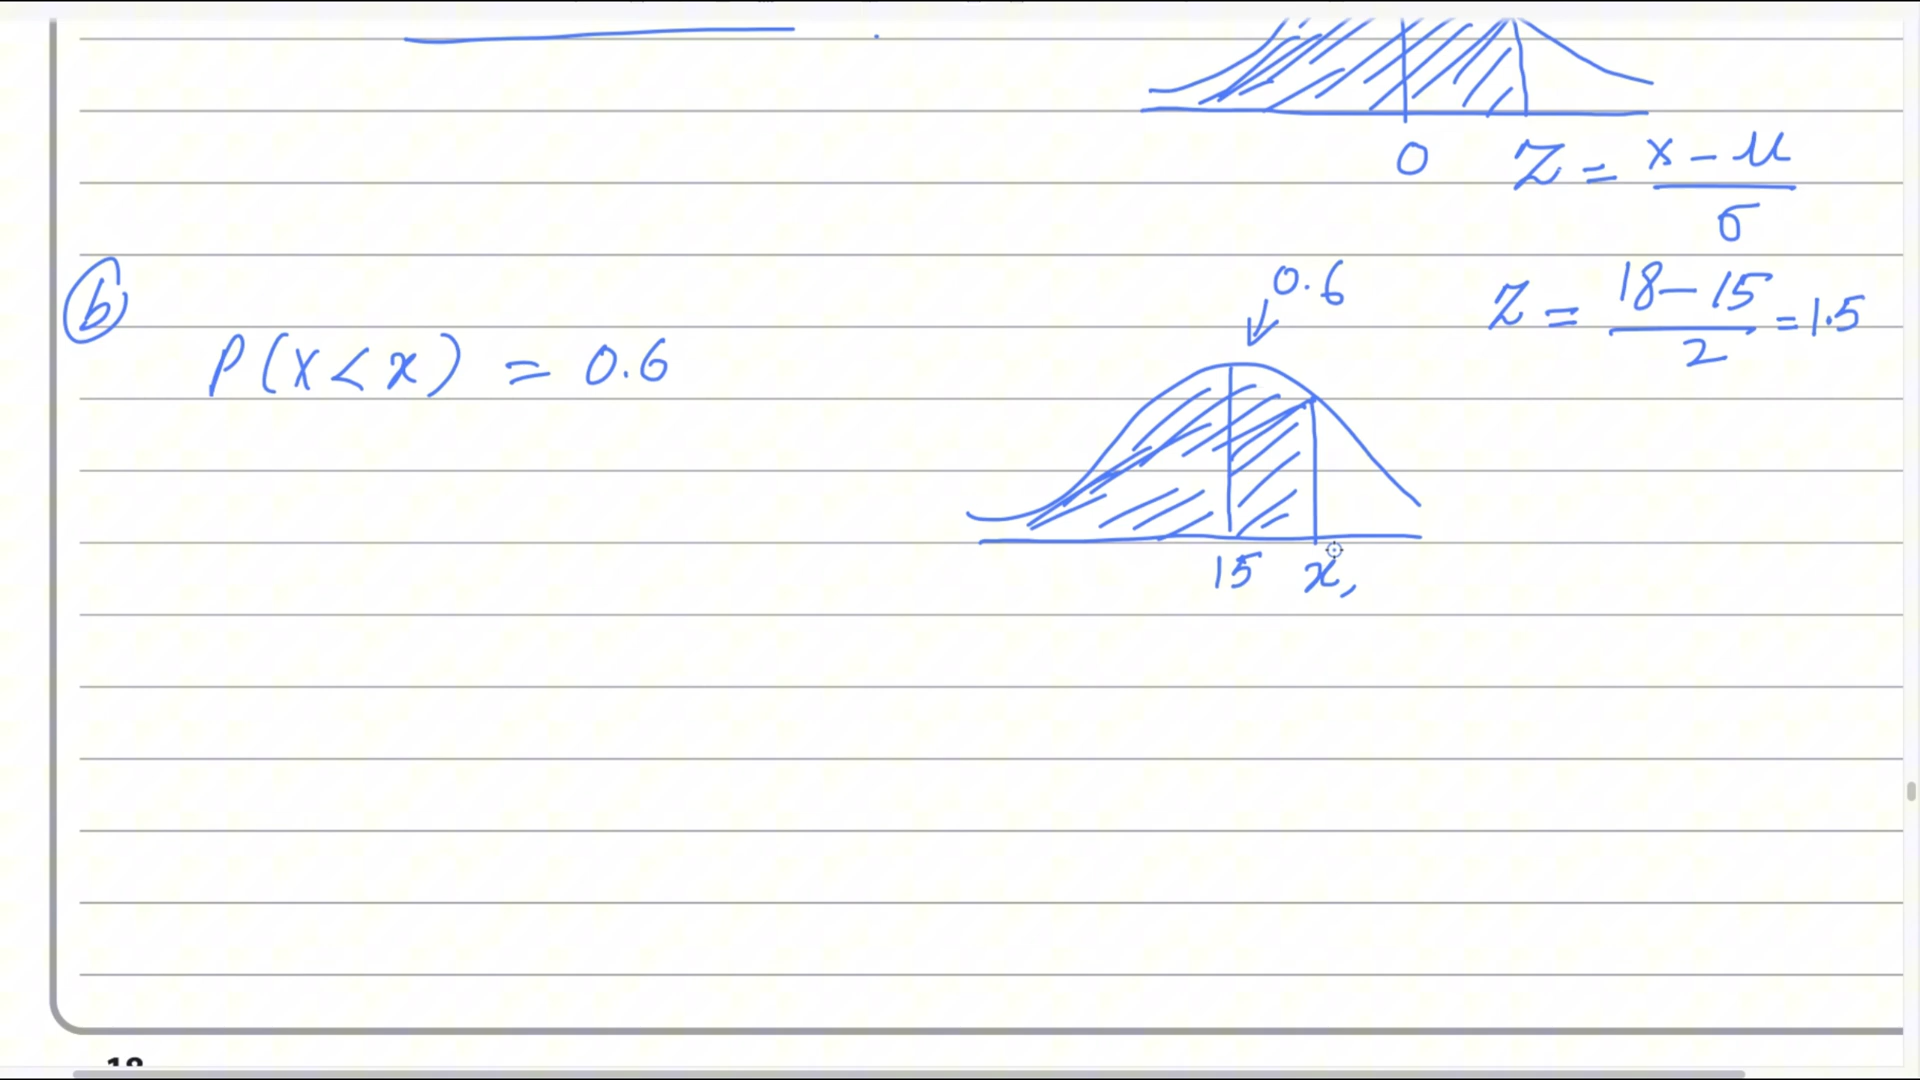 0 Z = x - μ / σ
(b)
0.6 Z = 18 - 15 / 2 = 1.5
P(X < x) = 0.6
15 x,